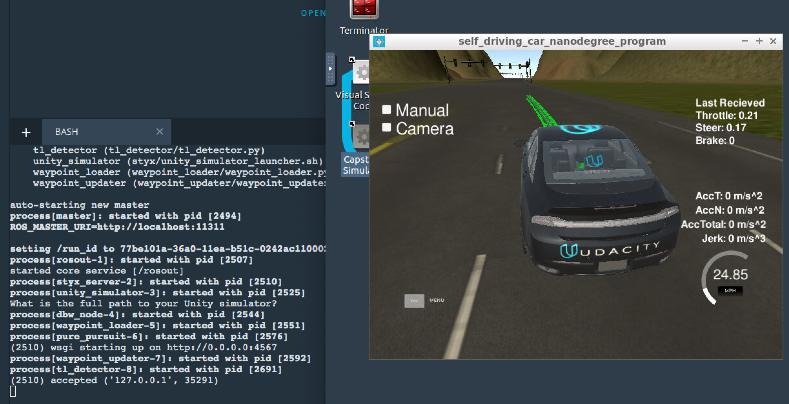 OPEN
BASH
tl_detector (tl_detector/tl_detector.py)
unity_simulator (styx/unity_simulator_launcher.sh)
waypoint_loader (waypoint_loader/waypoint_loader.py
waypoint_updater (waypoint_updater/waypoint_update
auto-starting new master
process[master]: started with pid [2494]
ROS_MASTER_URI=http://localhost:11311
setting /run_id to 77be101a-36a0-11ea-b51c-0242ac11000
process[rosout-1]: started with pid [2507]
started core service [/rosout]
process[styx_server-2]: started with pid [2510]
process[unity_simulator-3]: started with pid [2525]
What is the full path to your Unity simulator?
process[dbw_node-4]: started with pid [2544]
process[waypoint_loader-5]: started with pid [2551]
process[pure_pursuit-6]: started with pid [2576]
(2510) wsgi starting up on http://0.0.0.0:4567
process[waypoint_updater-7]: started with pid [2592]
process[tl_detector-8]: started with pid [2691]
(2510) accepted ('127.0.0.1', 35291)
Terminator
Visual S
Coc
Capst
Simula
self_driving_car_nanodegree_program
Manual
Camera
Last Recieved
Throttle: 0.21
Steer: 0.17
Brake: 0
AccT: 0 m/s^2
AccN: 0 m/s^2
AccTotal: 0 m/s^2
Jerk: 0 m/s^3
24.85
MPH
UDACITY
MENU